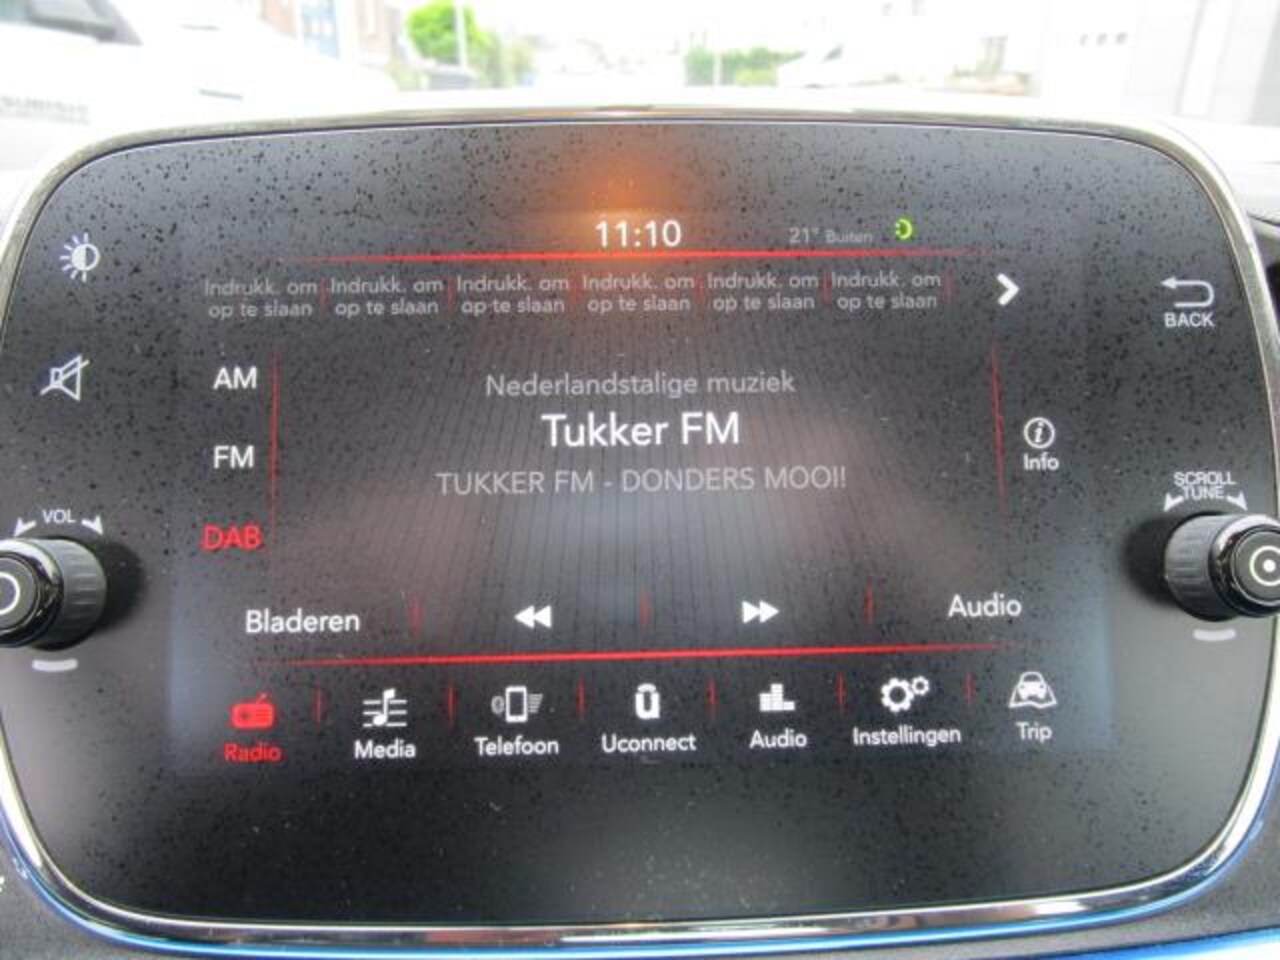 11:10
21° Buiten
Indrukk. om Indrukk. om Indrukk. om Indrukk. om Indrukk. om Indrukk. om
op te slaan op te slaan op te slaan op te slaan op te slaan op te slaan
BACK
AM
Nederlandstalige muziek
Tukker FM
FM
Info
TUKKER FM - DONDERS MOOI!
SCROLL
TUNE
VOL
DAB
Bladeren
Audio
Radio
Media
Telefoon
Uconnect
Audio
Instellingen
Trip